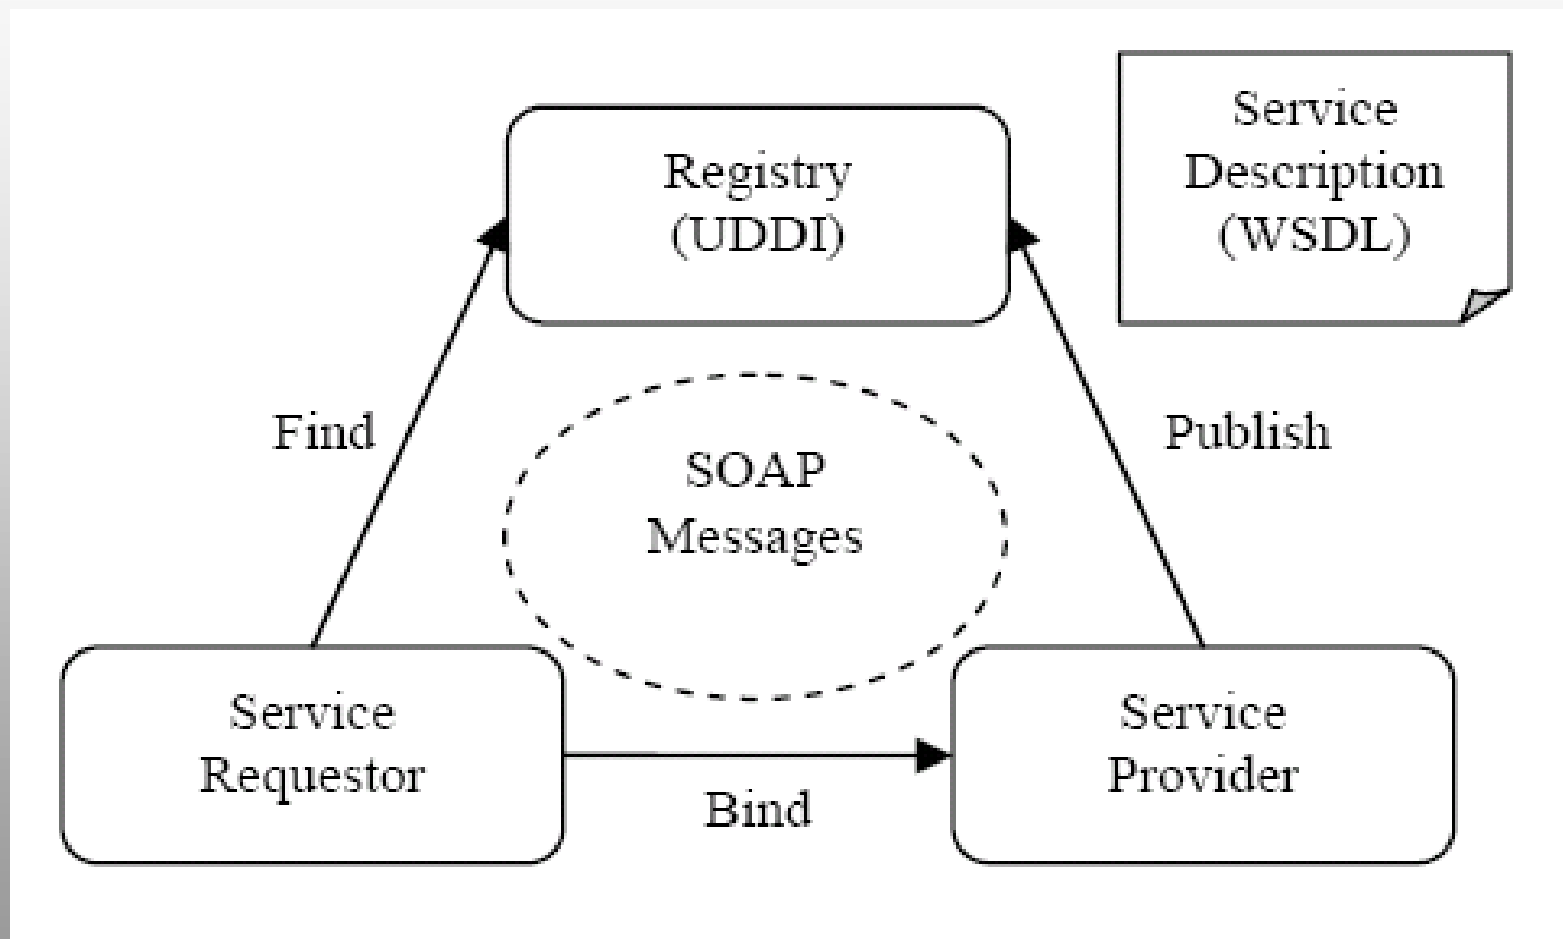 Service
Description
(WSDL)
Registry
(UDDI)
Find
Publish
SOAP
Messages
Service
Requestor
Service
Provider
Bind